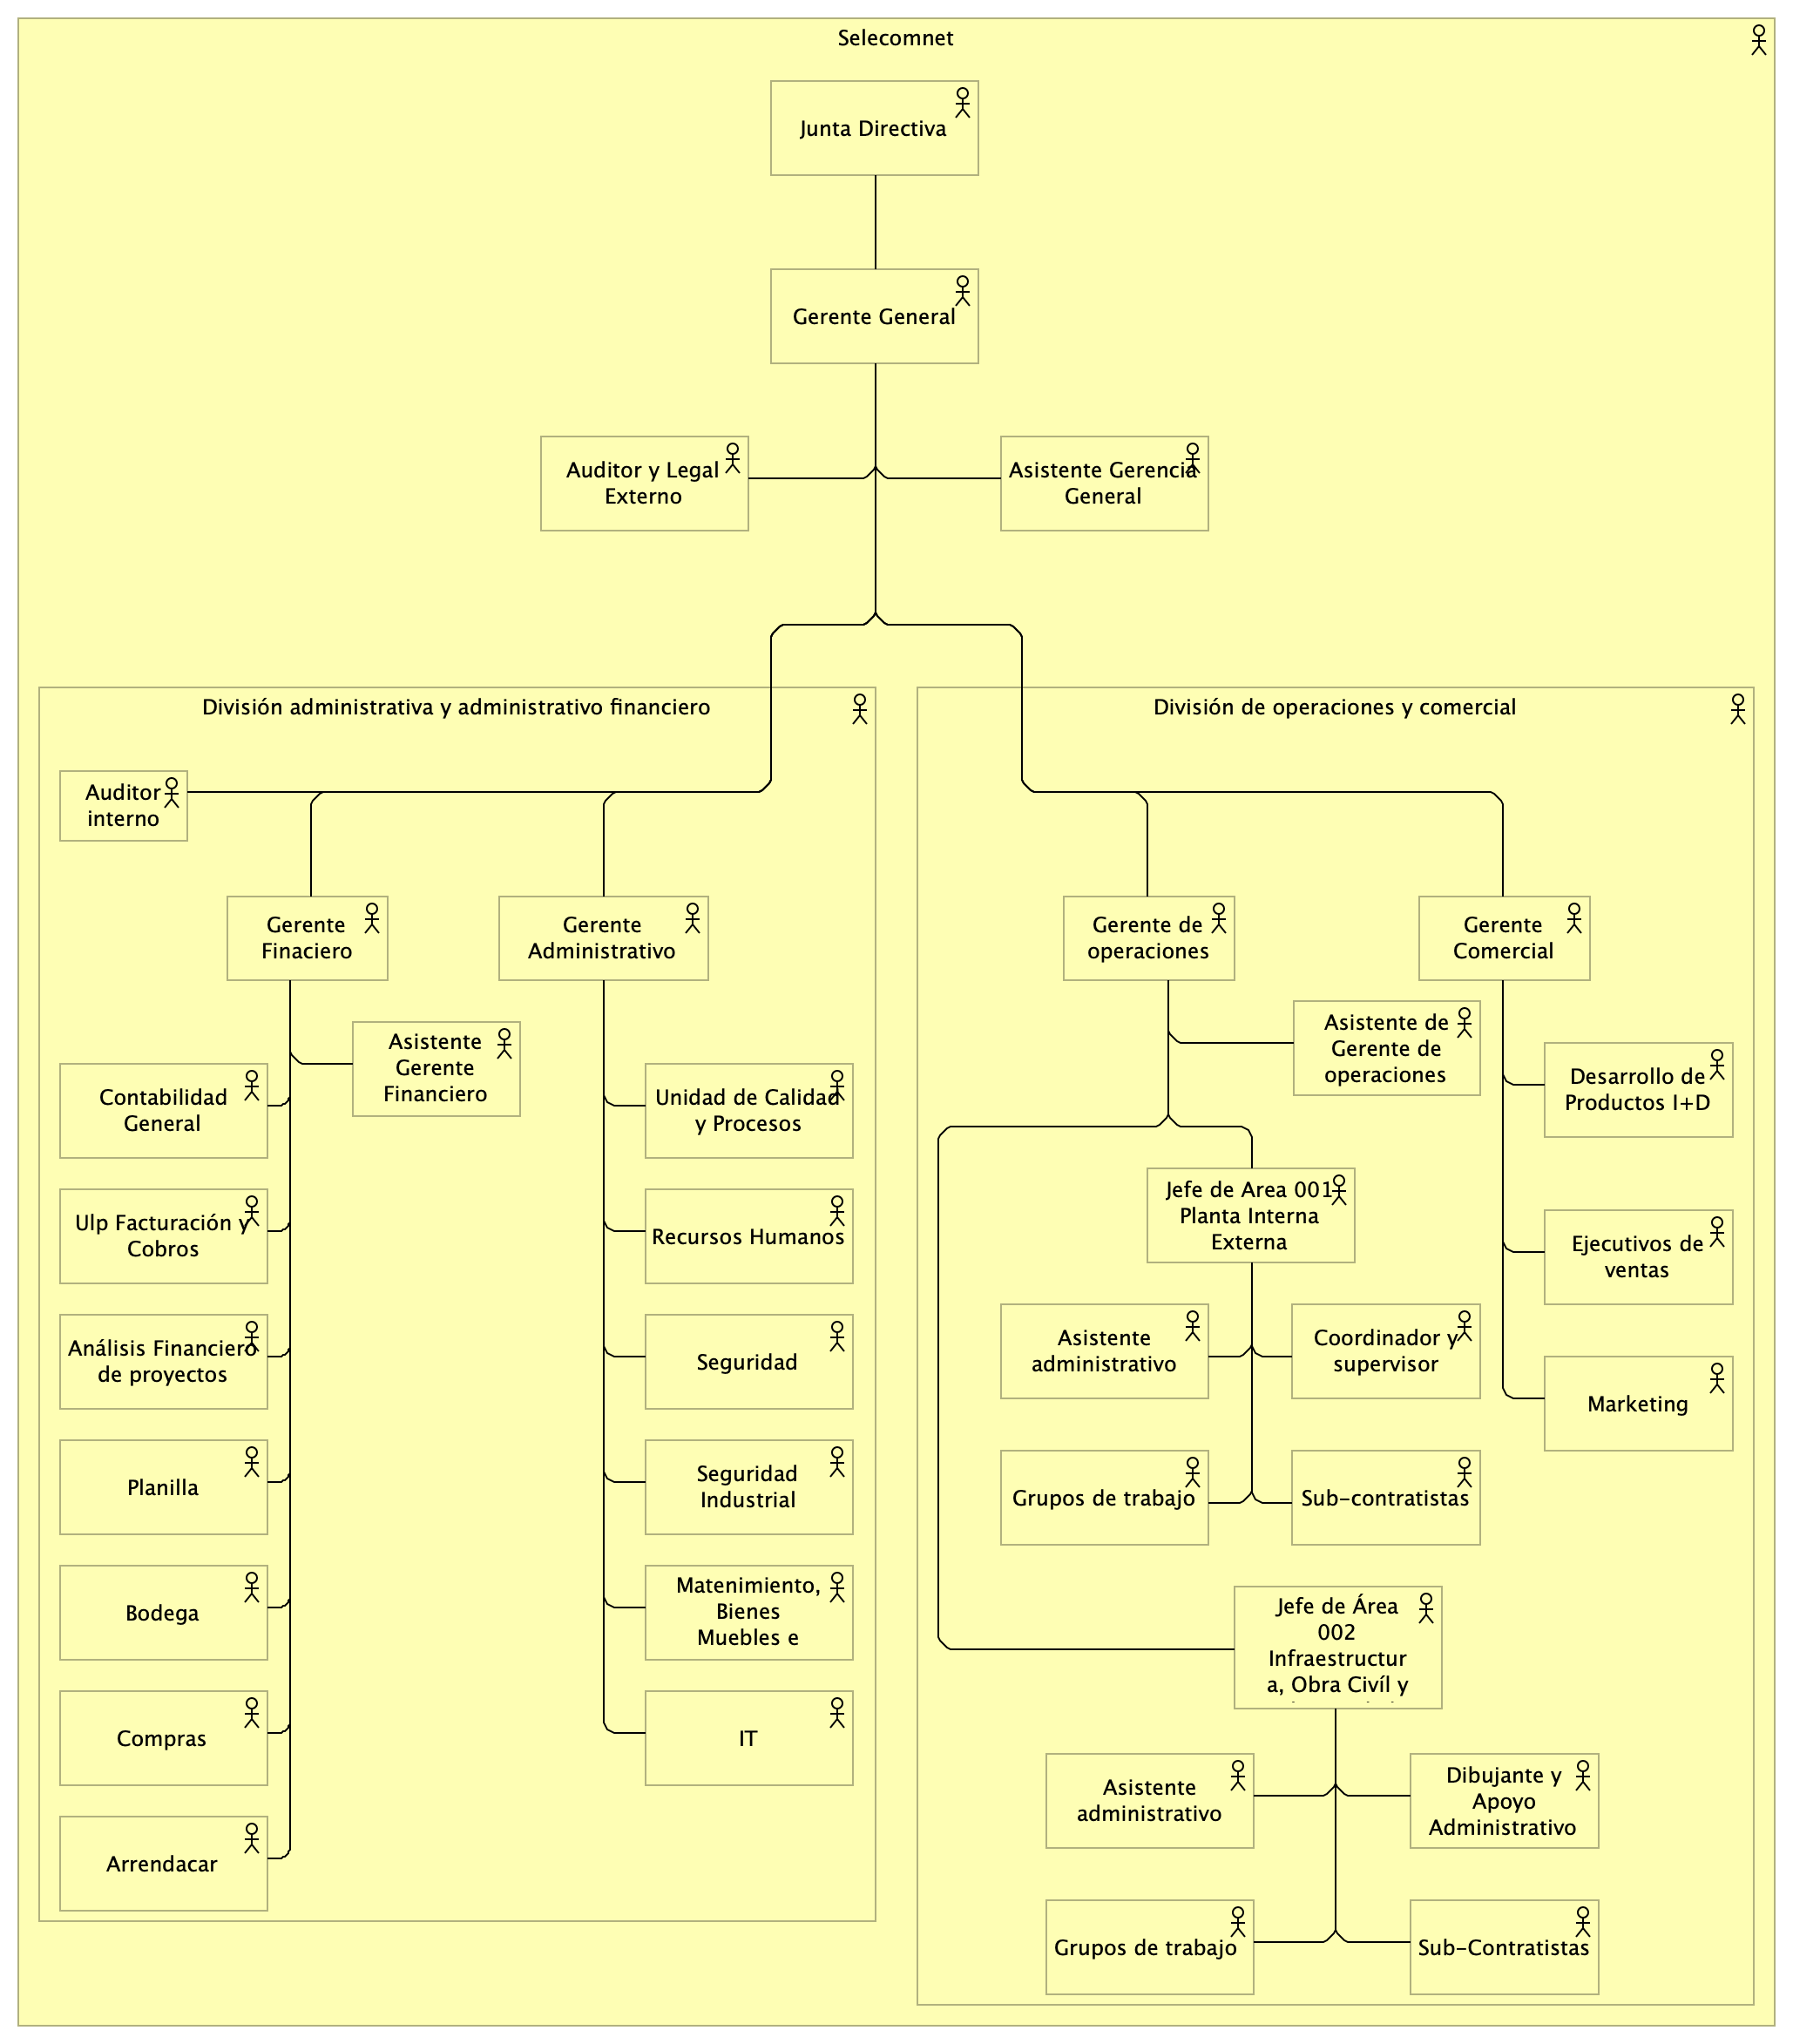 Selecomnet
Junta Directiva
Gerente General
Auditor y Legal
Externo
Asistente Gerencia
General
División administrativa y administrativo financiero
Auditor
interno
Gerente
Finaciero
Gerente
Administrativo
Asistente
Gerente
Financiero
Contabilidad
General
Ulp Facturación y
Cobros
Análisis Financiero
de proyectos
Planilla
Bodega
Compras
Arrendacar
Unidad de Calidad
y Procesos
Recursos Humanos
Seguridad
Seguridad
Industrial
Matenimiento,
Bienes
Muebles e
IT
División de operaciones y comercial
Gerente de
operaciones
Gerente
Comercial
Asistente de
Gerente de
operaciones
Desarrollo de
Productos I+D
Ejecutivos de
ventas
Marketing
Jefe de Area 001
Planta Interna
Externa
Asistente
administrativo
Coordinador y
supervisor
Grupos de trabajo
Sub-contratistas
Jefe de Área
002
Infraestructur
a, Obra Civíl y
Asistente
administrativo
Dibujante y
Apoyo
Administrativo
Grupos de trabajo
Sub-Contratistas